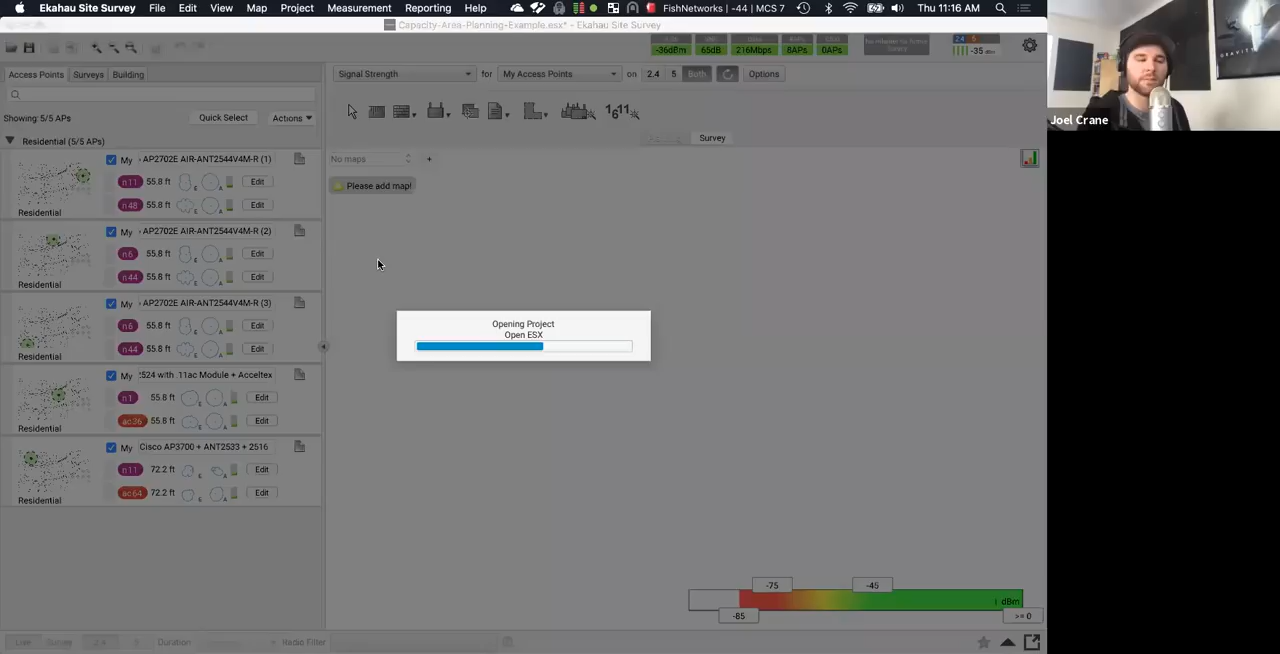 Ekahau Site Survey File Edit View Map Project Measurement Reporting Help FishNetworks | -44 | MCS 7 Thu 11:16 AM
Capacity-Area-Planning-Example.esx* - Ekahau Site Survey
-36dBm 65dB 216Mbps 8APs 0APs -35
Access Points Surveys Building
Signal Strength for My Access Points on 2.4 5 Both Options
Showing: 5/5 APs Quick Select Actions
Residential (5/5 APs)
Survey
No maps +
Please add map!
My AP2702E AIR-ANT2544V4M-R (1)
n11 55.8 ft Edit
n48 55.8 ft Edit
Residential
My AP2702E AIR-ANT2544V4M-R (2)
n6 55.8 ft Edit
n44 55.8 ft Edit
Residential
My AP2702E AIR-ANT2544V4M-R (3)
n6 55.8 ft Edit
n44 55.8 ft Edit
Residential
My 2524 with .11ac Module + Acceltex
n1 55.8 ft Edit
ac36 55.8 ft Edit
Residential
My Cisco AP3700 + ANT2533 + 2516
n11 72.2 ft Edit
ac64 72.2 ft Edit
Residential
Opening Project
Open ESX
-75 -45
dBm
-85 >= 0
Live Survey Duration Radio Filter
Joel Crane
GRAVITY